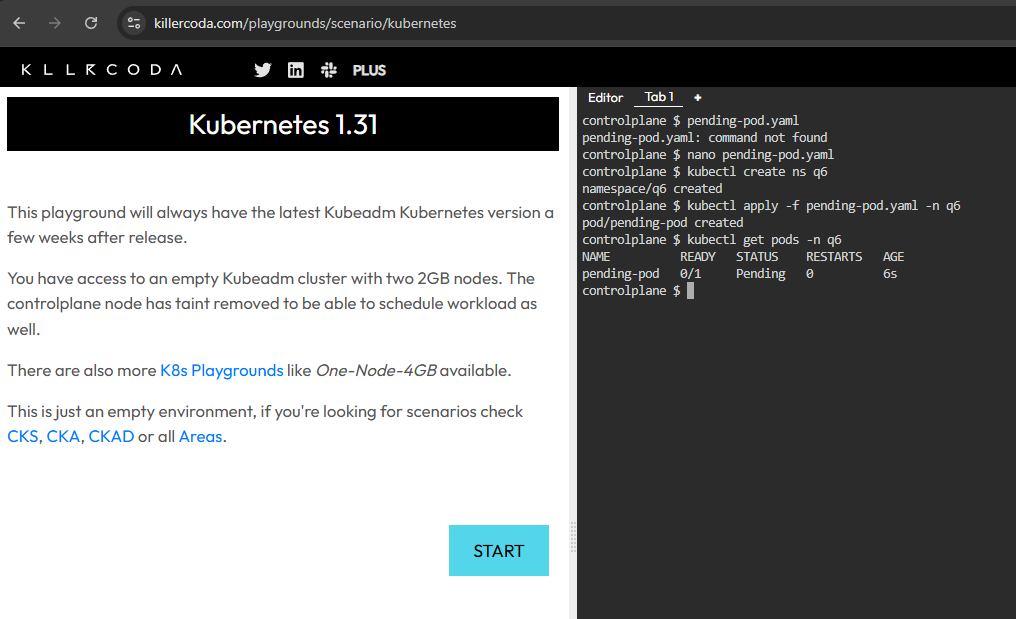 killercoda.com/playgrounds/scenario/kubernetes
KILLERCODA
PLUS
Kubernetes 1.31
This playground will always have the latest Kubeadm Kubernetes version a
few weeks after release.
You have access to an empty Kubeadm cluster with two 2GB nodes. The
controlplane node has taint removed to be able to schedule workload as
well.
There are also more K8s Playgrounds like One-Node-4GB available.
This is just an empty environment, if you're looking for scenarios check
CKS, CKA, CKAD or all Areas.
START
Editor Tab 1 +
controlplane $ pending-pod.yaml
pending-pod.yaml: command not found
controlplane $ nano pending-pod.yaml
controlplane $ kubectl create ns q6
namespace/q6 created
controlplane $ kubectl apply -f pending-pod.yaml -n q6
pod/pending-pod created
controlplane $ kubectl get pods -n q6
NAME READY STATUS RESTARTS AGE
pending-pod 0/1 Pending 0 6s
controlplane $